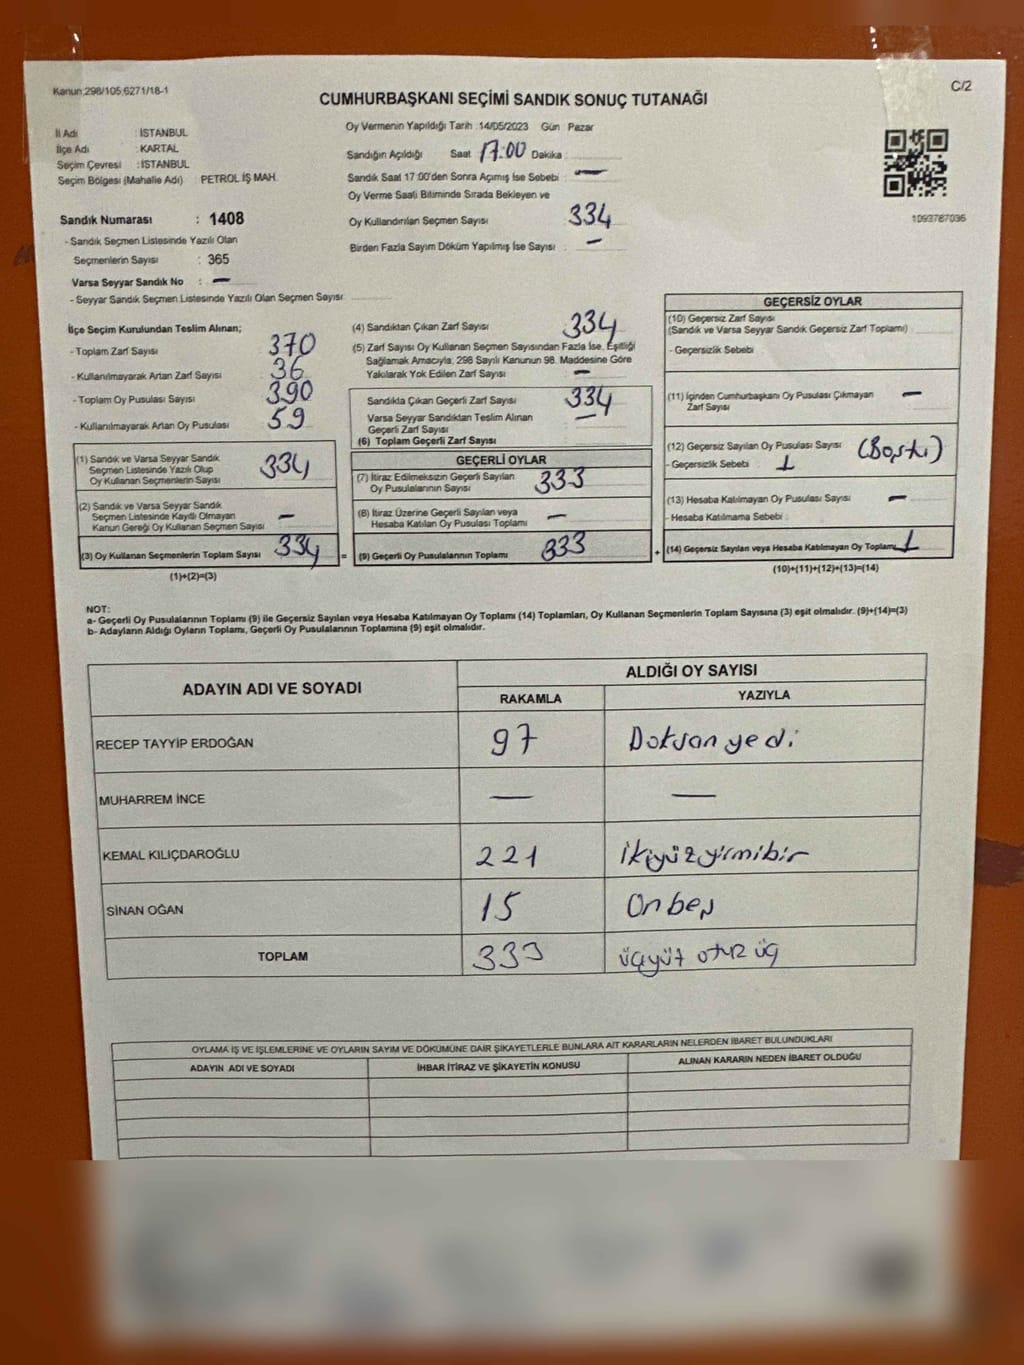 Kanun:298/105;6271/18-1
C/2
CUMHURBAŞKANI SEÇİMİ SANDIK SONUÇ TUTANAĞI
İl Adı : İSTANBUL
İlçe Adı : KARTAL
Seçim Çevresi : İSTANBUL
Seçim Bölgesi (Mahalle Adı) : PETROL İŞ MAH.
Sandık Numarası : 1408
- Sandık Seçmen Listesinde Yazılı Olan
Seçmenlerin Sayısı : 365
Varsa Seyyar Sandık No : —
- Seyyar Sandık Seçmen Listesinde Yazılı Olan Seçmen Sayısı
Oy Vermenin Yapıldığı Tarih :14/05/2023 Gün Pazar
Sandığın Açıldığı Saat 17:00 Dakika
Sandık Saat 17:00'den Sonra Açımış İse Sebebi : —
Oy Verme Saati Bitiminde Sırada Bekleyen ve
Oy Kullandırılan Seçmen Sayısı 334
Birden Fazla Sayım Döküm Yapılmış İse Sayısı : —
1093787036
İlçe Seçim Kurulundan Teslim Alınan;
- Toplam Zarf Sayısı 370
- Kullanılmayarak Artan Zarf Sayısı 36
- Toplam Oy Pusulası Sayısı 390
- Kullanılmayarak Artan Oy Pusulası 59
(1) Sandık ve Varsa Seyyar Sandık
Seçmen Listesinde Yazılı Olup
Oy Kullanan Seçmenlerin Sayısı 334
(2) Sandık ve Varsa Seyyar Sandık
Seçmen Listesinde Kayıtlı Olmayan
Kanun Gereği Oy Kullanan Seçmen Sayısı —
(3) Oy Kullanan Seçmenlerin Toplam Sayısı 334 =
(1)+(2)=(3)
(4) Sandıktan Çıkan Zarf Sayısı 334
(5) Zarf Sayısı Oy Kullanan Seçmen Sayısından Fazla İse, Eşitliği
Sağlamak Amacıyla, 298 Sayılı Kanunun 98. Maddesine Göre
Yakılarak Yok Edilen Zarf Sayısı —
Sandıkta Çıkan Geçerli Zarf Sayısı 334
Varsa Seyyar Sandıktan Teslim Alınan
Geçerli Zarf Sayısı —
(6) Toplam Geçerli Zarf Sayısı
GEÇERLİ OYLAR
(7) İtiraz Edilmeksizin Geçerli Sayılan
Oy Pusulalarının Sayısı 333
(8) İtiraz Üzerine Geçerli Sayılan veya
Hesaba Katılan Oy Pusulası Toplamı —
(9) Geçerli Oy Pusulalarının Toplamı 333 +
GEÇERSİZ OYLAR
(10) Geçersiz Zarf Sayısı
(Sandık ve Varsa Seyyar Sandık Geçersiz Zarf Toplamı)
- Geçersizlik Sebebi
(11) İçinden Cumhurbaşkanı Oy Pusulası Çıkmayan —
Zarf Sayısı
(12) Geçersiz Sayılan Oy Pusulası Sayısı (Boştu)
- Geçersizlik Sebebi : 1
(13) Hesaba Katılmayan Oy Pusulası Sayısı —
- Hesaba Katılmama Sebebi
(14) Geçersiz Sayılan veya Hesaba Katılmayan Oy Toplamı 1
(10)+(11)+(12)+(13)=(14)
NOT:
a- Geçerli Oy Pusulalarının Toplamı (9) ile Geçersiz Sayılan veya Hesaba Katılmayan Oy Toplamı (14) Toplamları, Oy Kullanan Seçmenlerin Toplam Sayısına (3) eşit olmalıdır. (9)+(14)=(3)
b- Adayların Aldığı Oyların Toplamı, Geçerli Oy Pusulalarının Toplamına (9) eşit olmalıdır.
ADAYIN ADI VE SOYADI ALDIĞI OY SAYISI
RAKAMLA YAZIYLA
RECEP TAYYİP ERDOĞAN 97 Doksan yedi
MUHARREM İNCE — —
KEMAL KILIÇDAROĞLU 221 ikiyüzyirmibir
SİNAN OĞAN 15 Onbeş
TOPLAM 333 üçyüz otuz üç
OYLAMA İŞ VE İŞLEMLERİNE VE OYLARIN SAYIM VE DÖKÜMÜNE DAİR ŞİKAYETLERLE BUNLARA AİT KARARLARIN NELERDEN İBARET BULUNDUKLARI
ADAYIN ADI VE SOYADI İHBAR İTİRAZ VE ŞİKAYETİN KONUSU ALINAN KARARIN NEDEN İBARET OLDUĞU